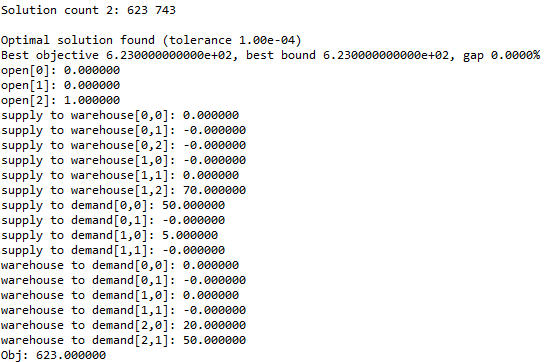 Solution count 2: 623 743

Optimal solution found (tolerance 1.00e-04)
Best objective 6.230000000000e+02, best bound 6.230000000000e+02, gap 0.0000%
open[0]: 0.000000
open[1]: 0.000000
open[2]: 1.000000
supply to warehouse[0,0]: 0.000000
supply to warehouse[0,1]: -0.000000
supply to warehouse[0,2]: -0.000000
supply to warehouse[1,0]: -0.000000
supply to warehouse[1,1]: 0.000000
supply to warehouse[1,2]: 70.000000
supply to demand[0,0]: 50.000000
supply to demand[0,1]: -0.000000
supply to demand[1,0]: 5.000000
supply to demand[1,1]: -0.000000
warehouse to demand[0,0]: 0.000000
warehouse to demand[0,1]: -0.000000
warehouse to demand[1,0]: 0.000000
warehouse to demand[1,1]: -0.000000
warehouse to demand[2,0]: 20.000000
warehouse to demand[2,1]: 50.000000
Obj: 623.000000